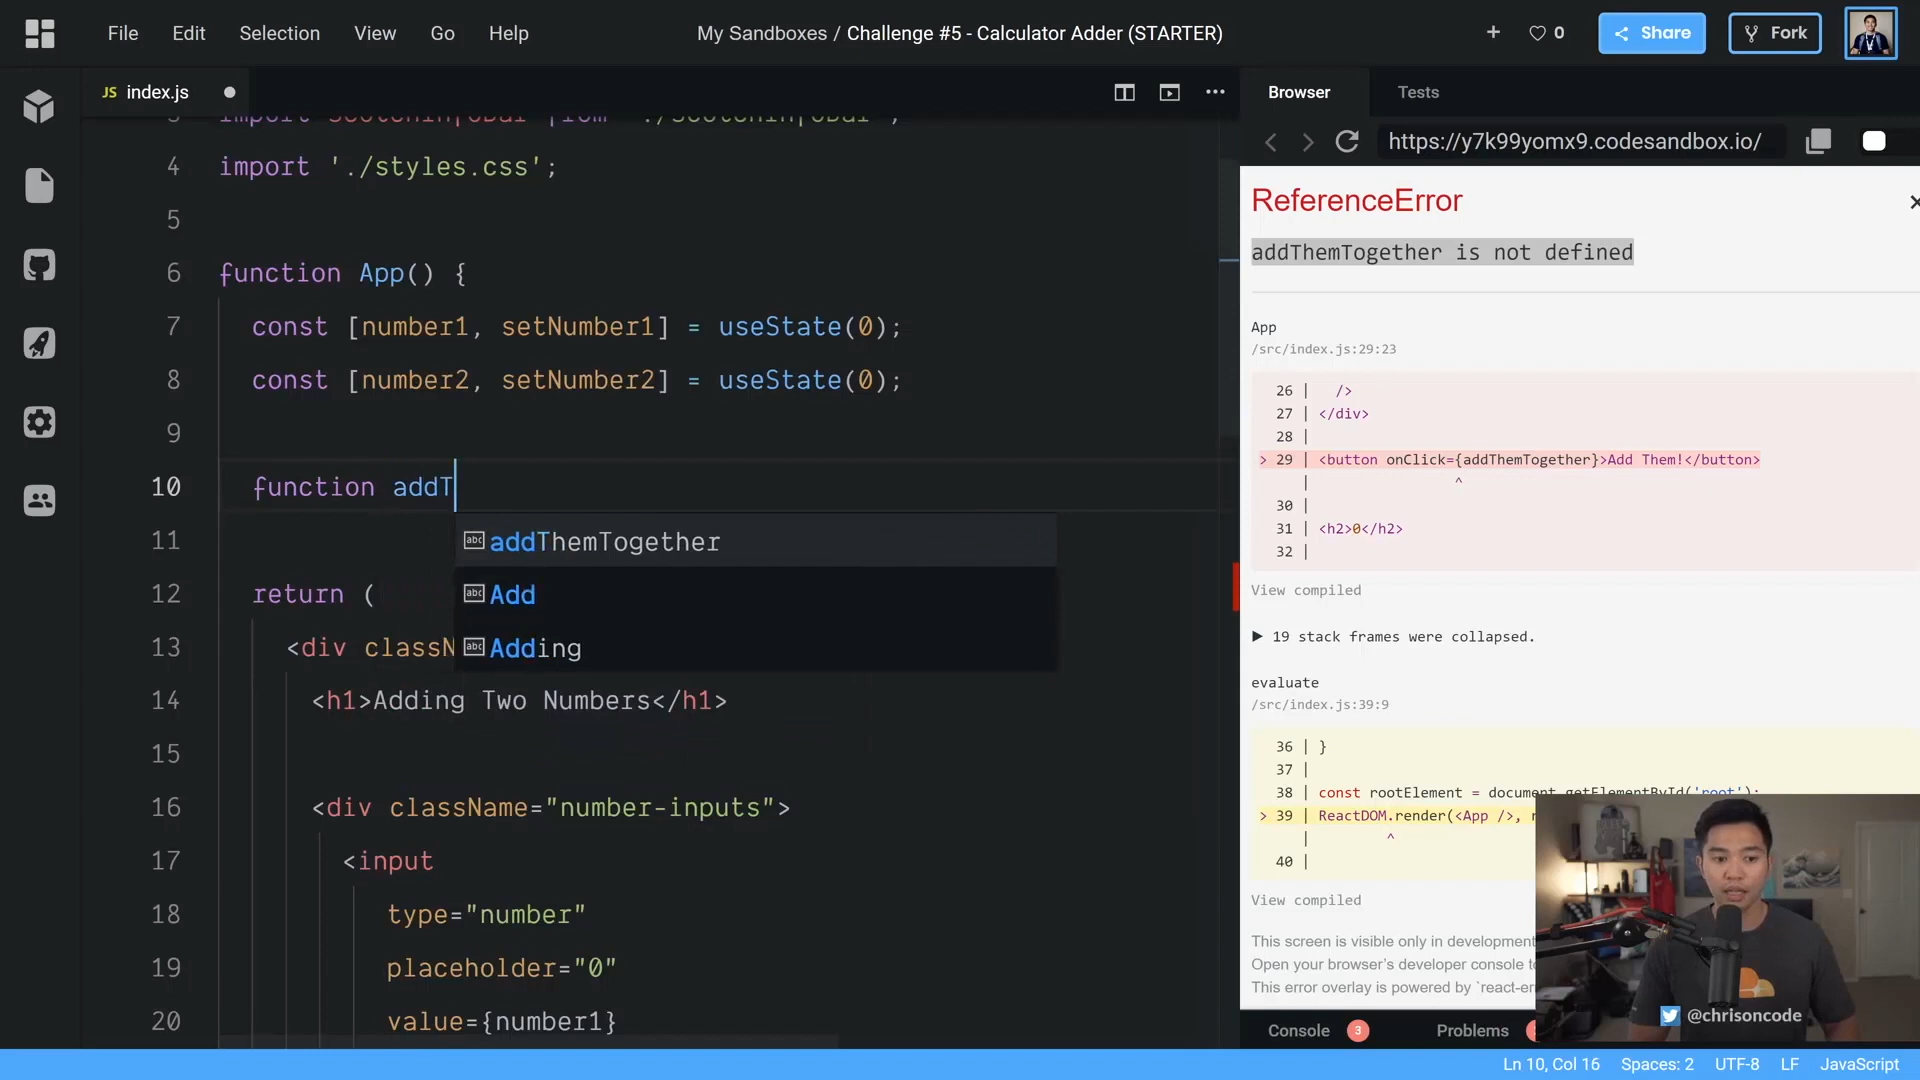 File Edit Selection View Go Help
My Sandboxes / Challenge #5 - Calculator Adder (STARTER)
+ 0 Share Fork
JS index.js
4 import './styles.css';
5
6 function App() {
7 const [number1, setNumber1] = useState(0);
8 const [number2, setNumber2] = useState(0);
9
10 function addT
11
abc addThemTogether
abc Add
abc Adding
12 return (
13 <div classN
14 <h1>Adding Two Numbers</h1>
15
16 <div className="number-inputs">
17 <input
18 type="number"
19 placeholder="0"
20 value={number1}
Browser Tests
https://y7k99yomx9.codesandbox.io/
ReferenceError
addThemTogether is not defined
App
/src/index.js:29:23
26 | />
27 | </div>
28 |
> 29 | <button onClick={addThemTogether}>Add Them!</button>
| ^
30 |
31 | <h2>0</h2>
32 |
View compiled
▶ 19 stack frames were collapsed.
evaluate
/src/index.js:39:9
36 | }
37 |
38 | const rootElement = document.getElementById('root');
> 39 | ReactDOM.render(<App />, r
| ^
40 |
View compiled
This screen is visible only in development
Open your browser's developer console to
This error overlay is powered by `react-er
@chrisoncode
Console 3 Problems
Ln 10, Col 16 Spaces: 2 UTF-8 LF JavaScript